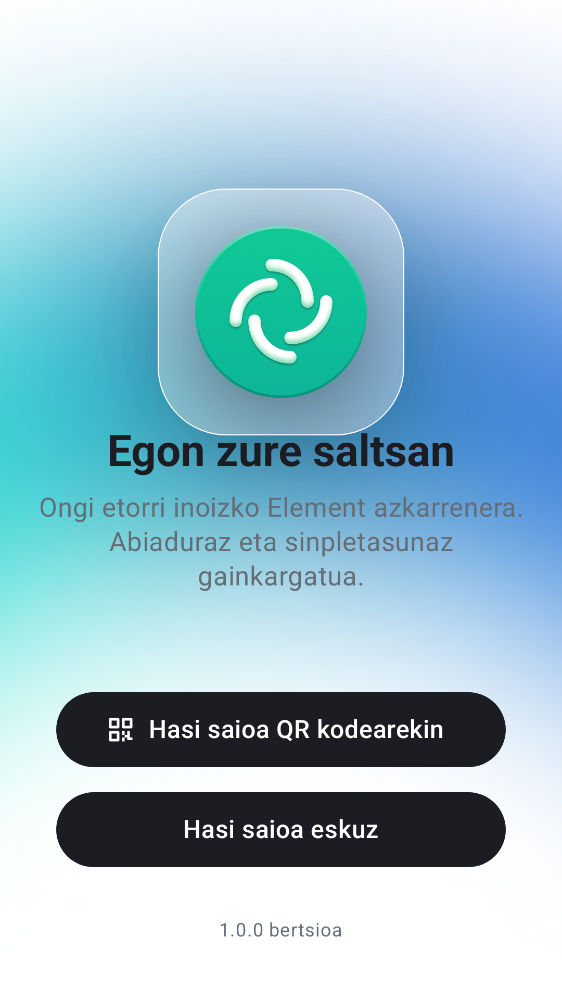 Egon zure saltsan
Ongi etorri inoizko Element azkarrenera.
Abiaduraz eta sinpletasunaz
gainkargatua.
Hasi saioa QR kodearekin
Hasi saioa eskuz
1.0.0 bertsioa